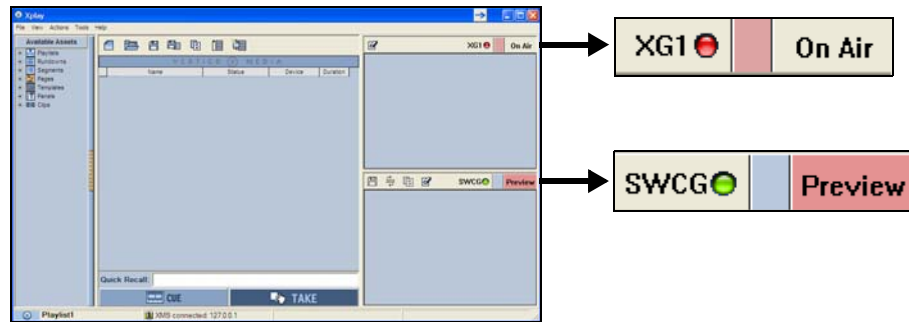 Xplay
File View Actions Tools Help
Available Assets
Playlists
Rundowns
Segments
Pages
Templates
Panels
Clips
VERTIGO MEDIA
Name Status Device Duration
XG1 On Air
SWCG Preview
Quick Recall:
CUE TAKE
Playlist1 XMS connected: 127.0.0.1
XG1 On Air
SWCG Preview